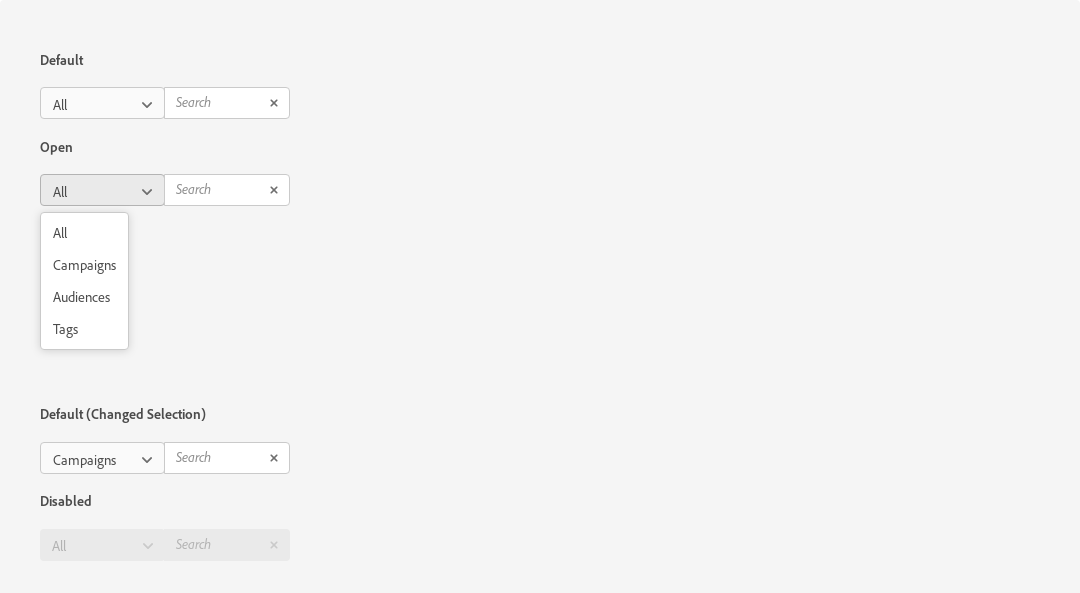 Default
All Search
Open
All Search
All
Campaigns
Audiences
Tags
Default (Changed Selection)
Campaigns Search
Disabled
All Search